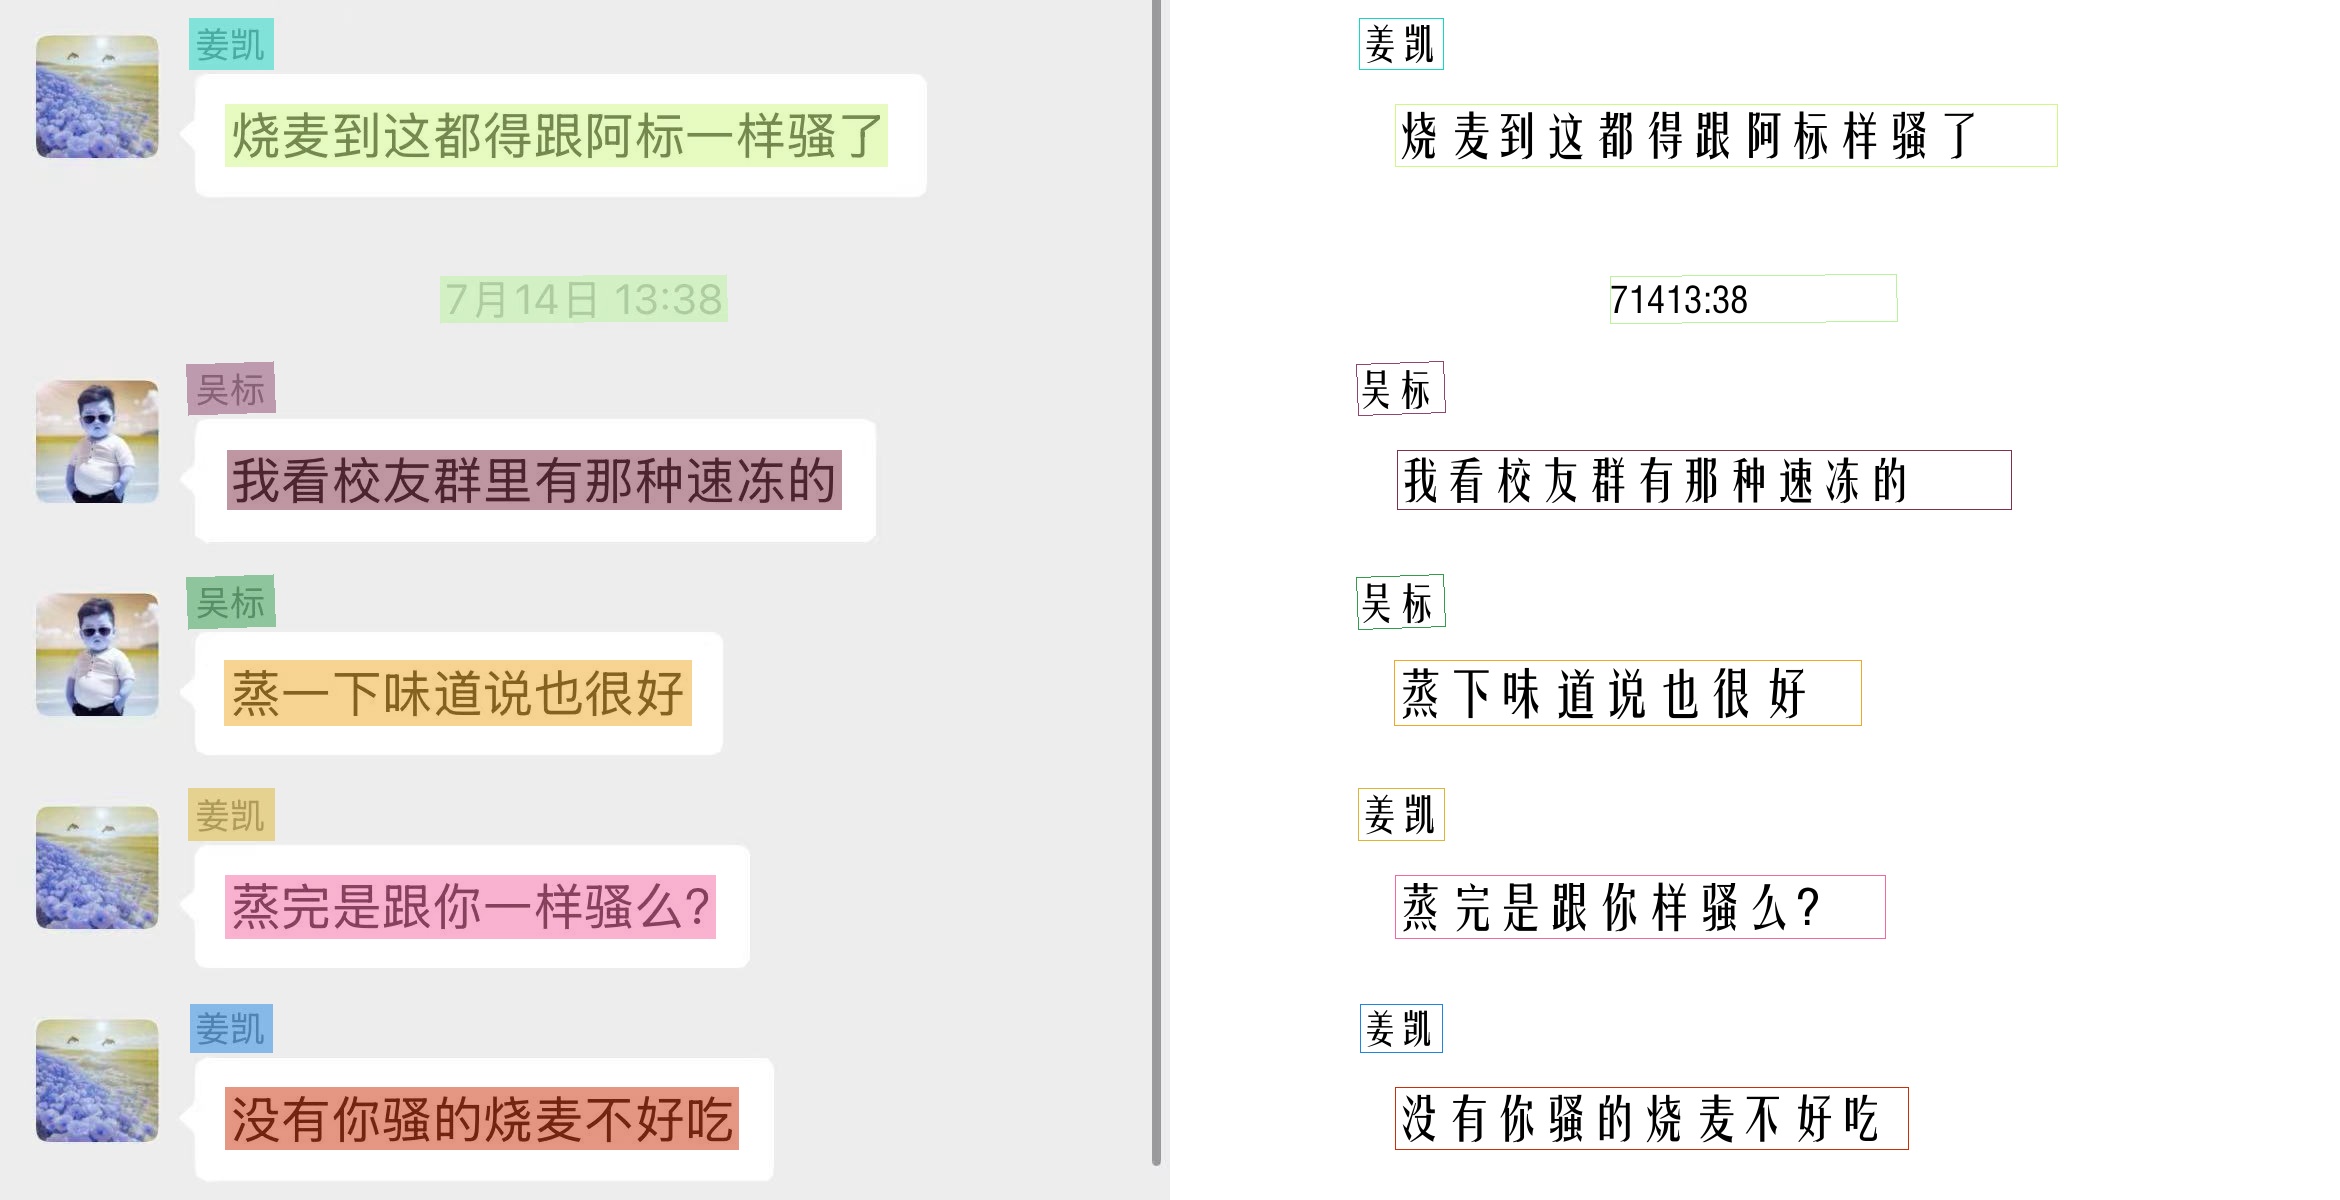 姜凯
烧麦到这都得跟阿标一样骚了
7月14日 13:38
吴标
我看校友群里有那种速冻的
吴标
蒸一下味道说也很好
姜凯
蒸完是跟你一样骚么?
姜凯
没有你骚的烧麦不好吃
姜凯
烧麦到这都得跟阿标样骚了
71413:38
吴标
我看校友群有那种速冻的
吴标
蒸下味道说也很好
姜凯
蒸完是跟你样骚么?
姜凯
没有你骚的烧麦不好吃